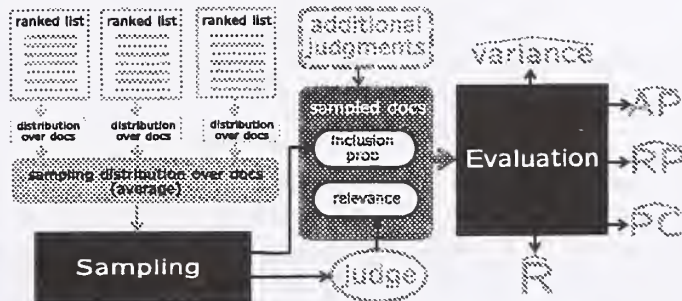 ranked list
ranked list
ranked list
distribution
over docs
distribution
over docs
distribution
over docs
sampling distribution over docs
(average)
Sampling
additional
judgments
sampled docs
inclusion
prob
relevance
judge
variance
Evaluation
AP
RP
PC
R